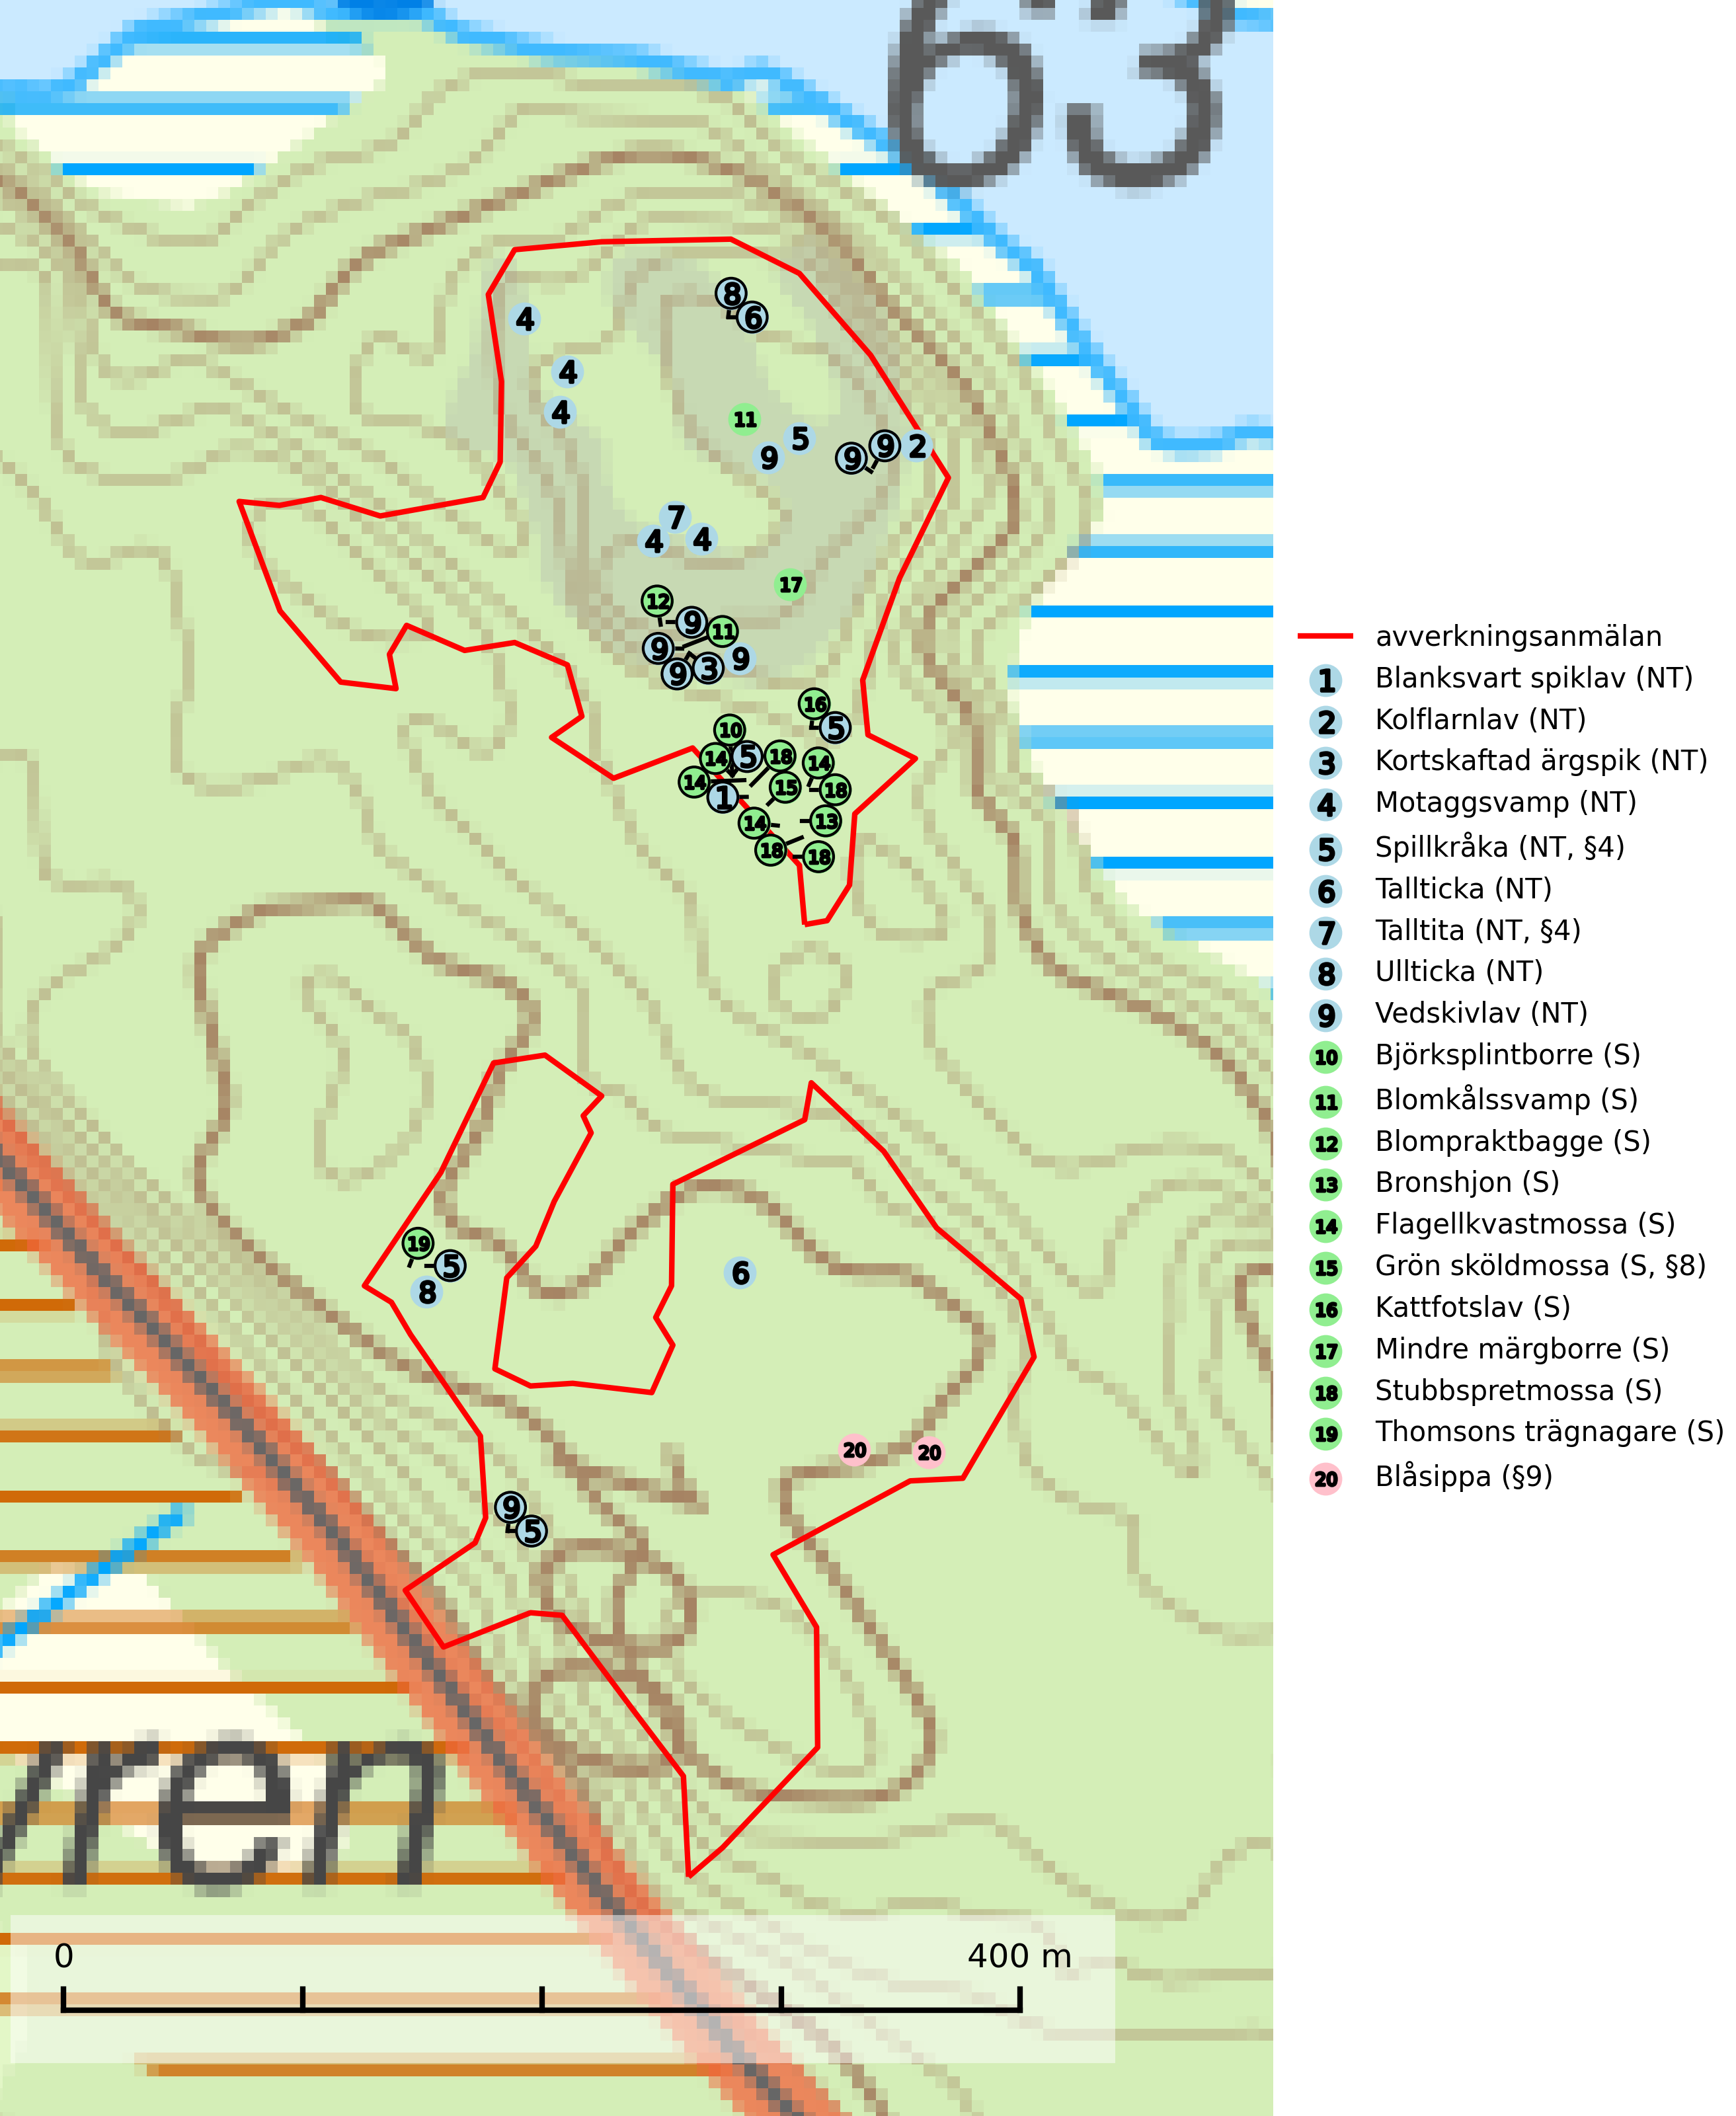 63
4
8
6
4
4
11
5
9
9
9
2
7
4
4
17
12
9
11
9
9
3
9
16
5
10
14
5
18
14
14
1
15
18
14
13
18
18
19
5
8
6
20
20
9
5
ren
0
400 m
avverkningsanmälan
1 Blanksvart spiklav (NT)
2 Kolflarnlav (NT)
3 Kortskaftad ärgspik (NT)
4 Motaggsvamp (NT)
5 Spillkråka (NT, §4)
6 Tallticka (NT)
7 Talltita (NT, §4)
8 Ullticka (NT)
9 Vedskivlav (NT)
10 Björksplintborre (S)
11 Blomkålssvamp (S)
12 Blompraktbagge (S)
13 Bronshjon (S)
14 Flagellkvastmossa (S)
15 Grön sköldmossa (S, §8)
16 Kattfotslav (S)
17 Mindre märgborre (S)
18 Stubbspretmossa (S)
19 Thomsons trägnagare (S)
20 Blåsippa (§9)